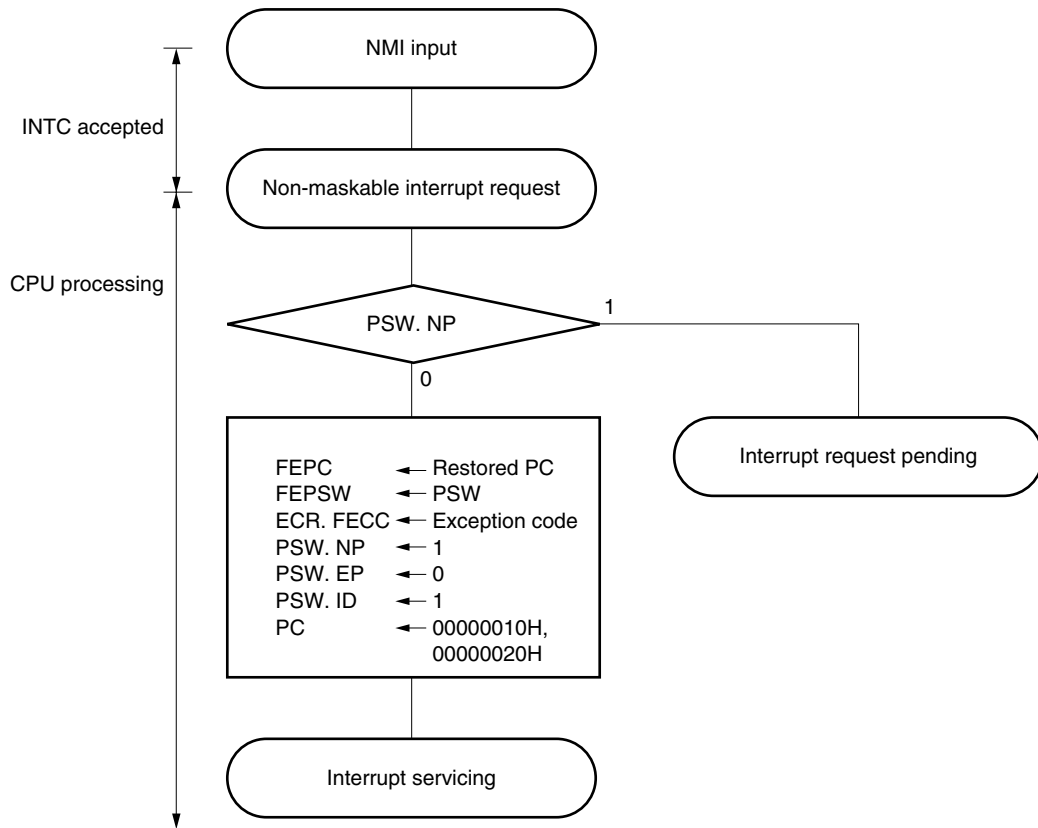 NMI input
INTC accepted
Non-maskable interrupt request
CPU processing
PSW. NP
1
0
FEPC ← Restored PC
FEPSW ← PSW
ECR. FECC ← Exception code
PSW. NP ← 1
PSW. EP ← 0
PSW. ID ← 1
PC ← 00000010H,
00000020H
Interrupt request pending
Interrupt servicing